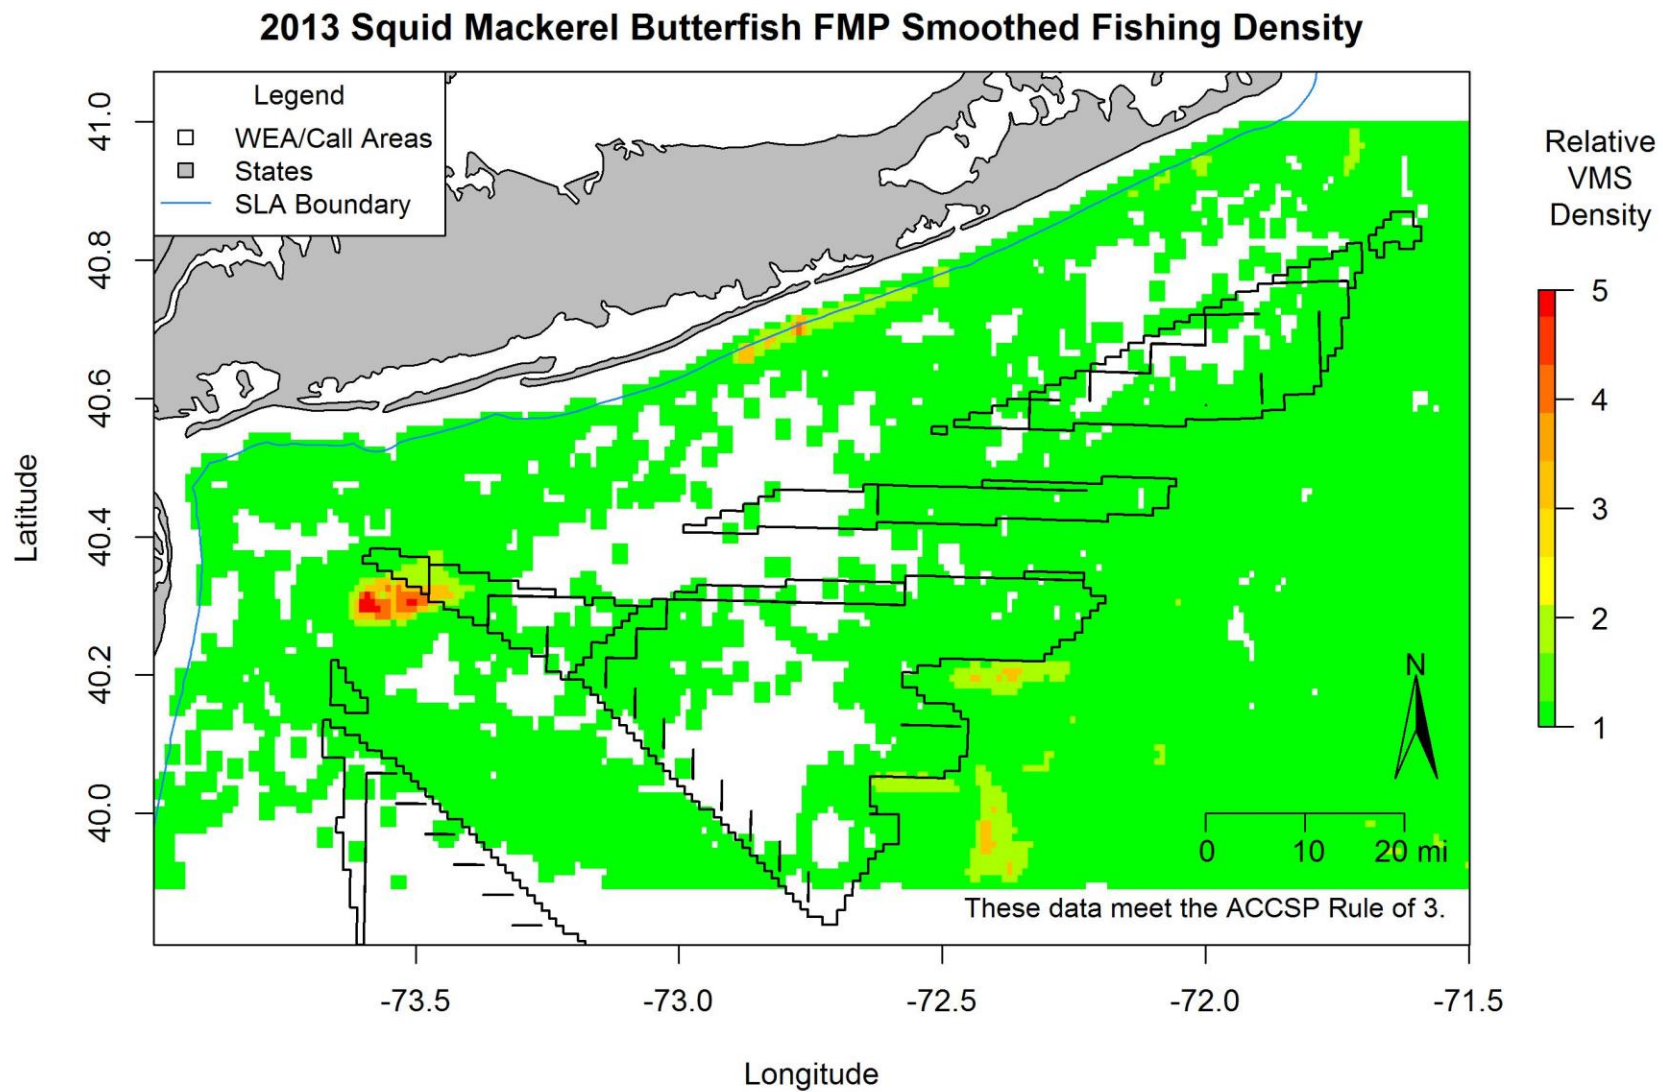 2013 Squid Mackerel Butterfish FMP Smoothed Fishing Density
Legend
WEA/Call Areas
States
SLA Boundary
Latitude
41.0
40.8
40.6
40.4
40.2
40.0
Relative
VMS
Density
5
4
3
2
1
N
0 10 20 mi
These data meet the ACCSP Rule of 3.
-73.5 -73.0 -72.5 -72.0 -71.5
Longitude